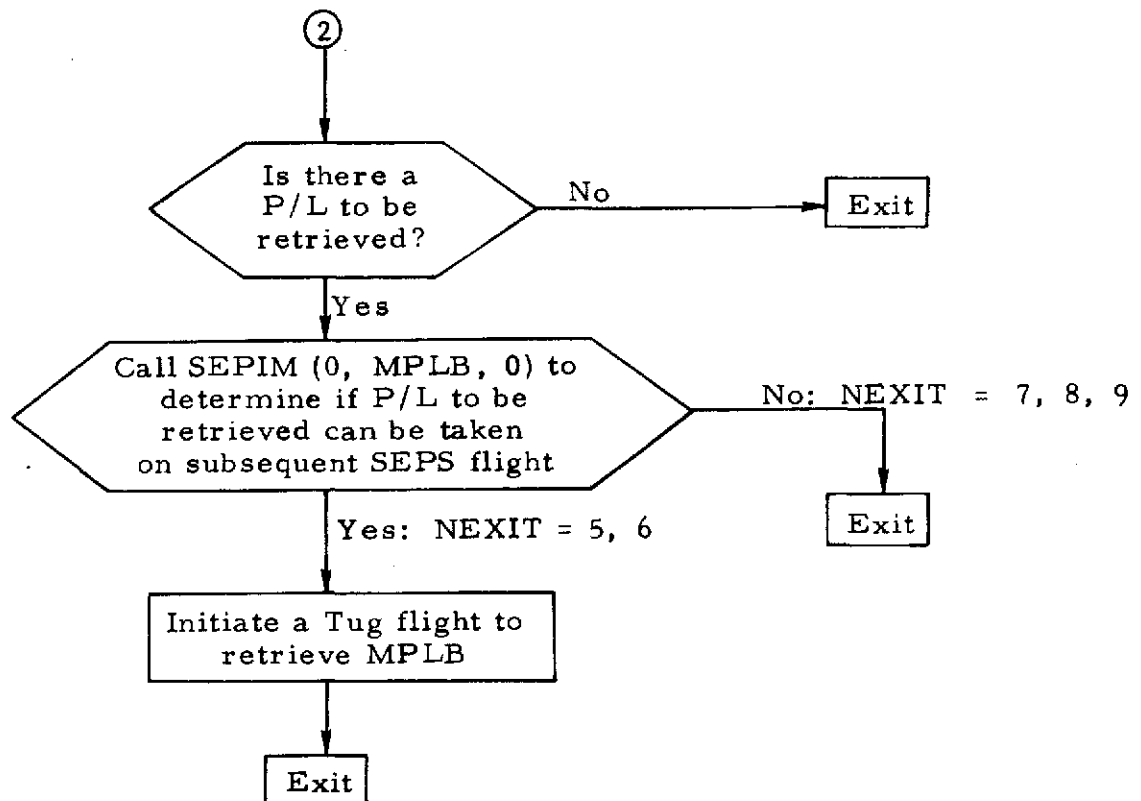 2
Is there a
P/L to be
retrieved?
No
Exit
Yes
Call SEPIM (0, MPLB, 0) to
determine if P/L to be
retrieved can be taken
on subsequent SEPS flight
No: NEXIT = 7, 8, 9
Exit
Yes: NEXIT = 5, 6
Initiate a Tug flight to
retrieve MPLB
Exit